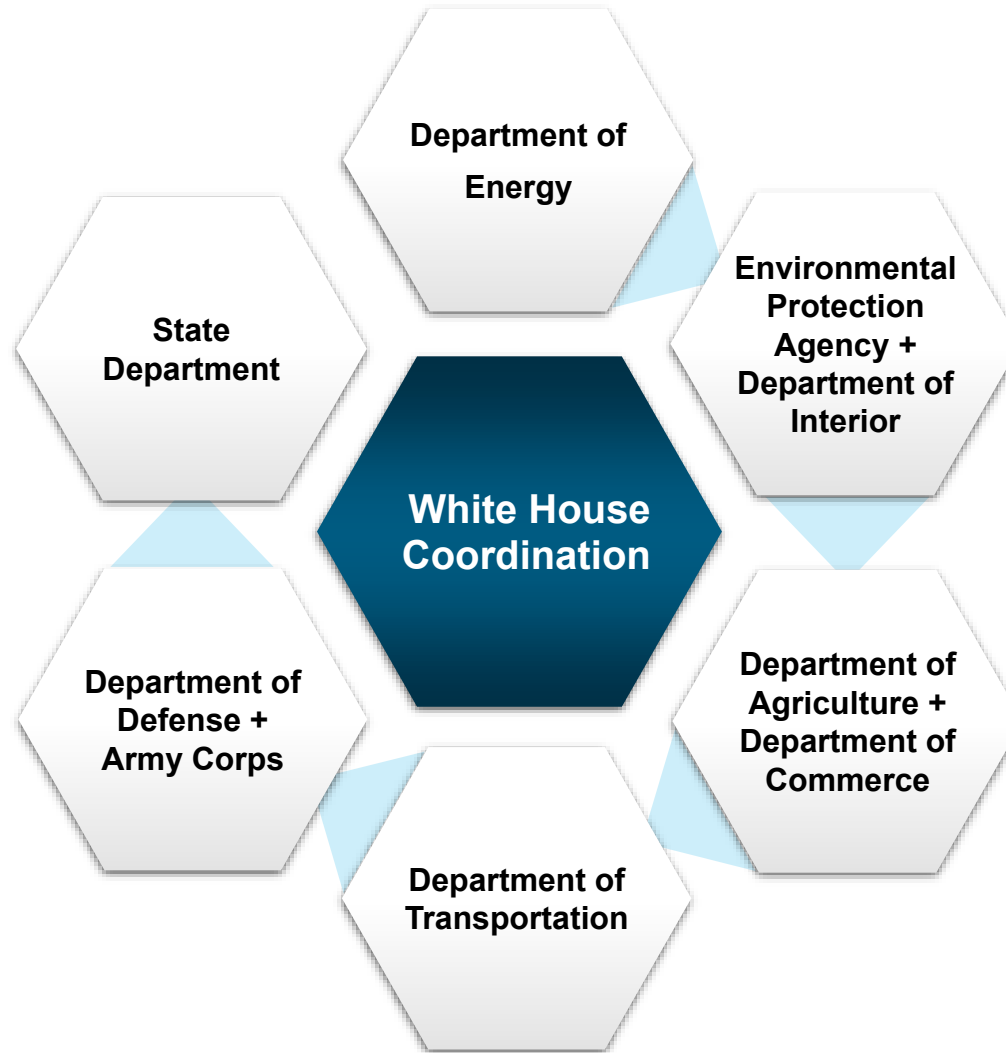 Department of
Energy
Environmental
Protection
Agency +
Department of
Interior
State
Department
White House
Coordination
Department of
Agriculture +
Department of
Commerce
Department of
Defense +
Army Corps
Department of
Transportation